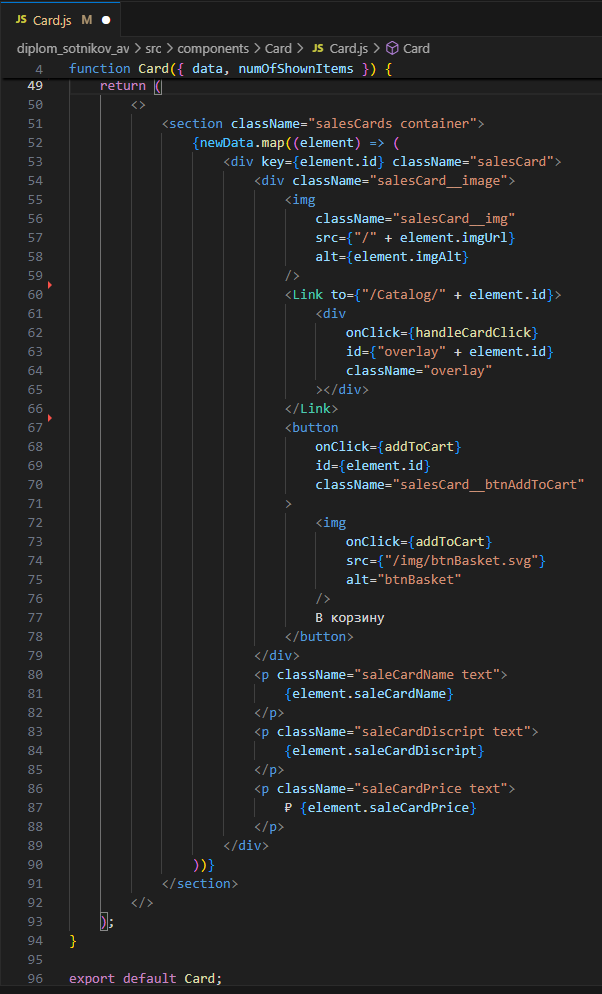 JS Card.js M
diplom_sotnikov_av > src > components > Card > JS Card.js > Card
4 function Card({ data, numOfShownItems }) {
49 return (
50 <>
51 <section className="salesCards container">
52 {newData.map((element) => (
53 <div key={element.id} className="salesCard">
54 <div className="salesCard__image">
55 <img
56 className="salesCard__img"
57 src={"/" + element.imgUrl}
58 alt={element.imgAlt}
59 />
60 <Link to={"/Catalog/" + element.id}>
61 <div
62 onClick={handleCardClick}
63 id={"overlay" + element.id}
64 className="overlay"
65 ></div>
66 </Link>
67 <button
68 onClick={addToCart}
69 id={element.id}
70 className="salesCard__btnAddToCart"
71 >
72 <img
73 onClick={addToCart}
74 src={"/img/btnBasket.svg"}
75 alt="btnBasket"
76 />
77 В корзину
78 </button>
79 </div>
80 <p className="saleCardName text">
81 {element.saleCardName}
82 </p>
83 <p className="saleCardDiscript text">
84 {element.saleCardDiscript}
85 </p>
86 <p className="saleCardPrice text">
87 ₽ {element.saleCardPrice}
88 </p>
89 </div>
90 ))}
91 </section>
92 </>
93 );
94 }
95
96 export default Card;